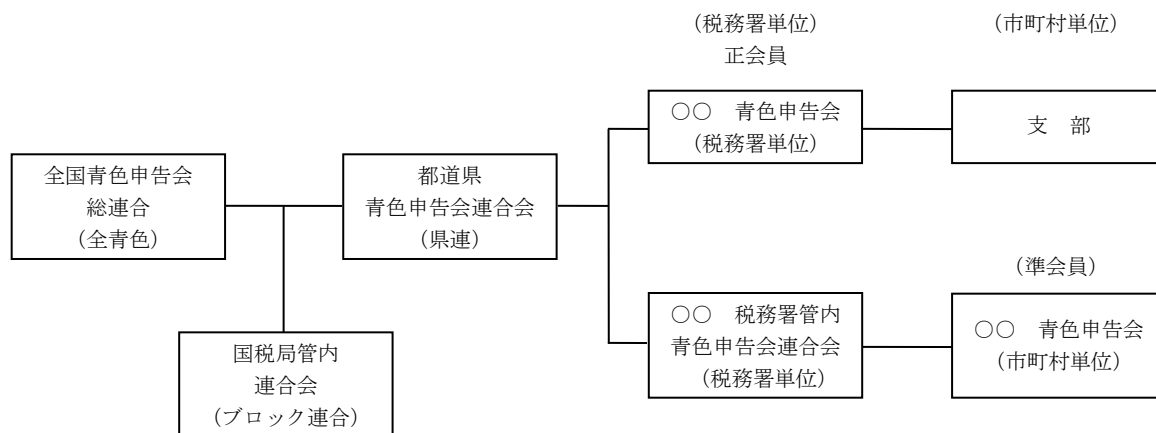 (税務署単位)
正会員
(市町村単位)
○○　青色申告会
(税務署単位)
支　部
全国青色申告会
総連合
(全青色)
都道県
青色申告会連合会
(県連)
(準会員)
○○　税務署管内
青色申告会連合会
(税務署単位)
○○　青色申告会
(市町村単位)
国税局管内
連合会
(ブロック連合)